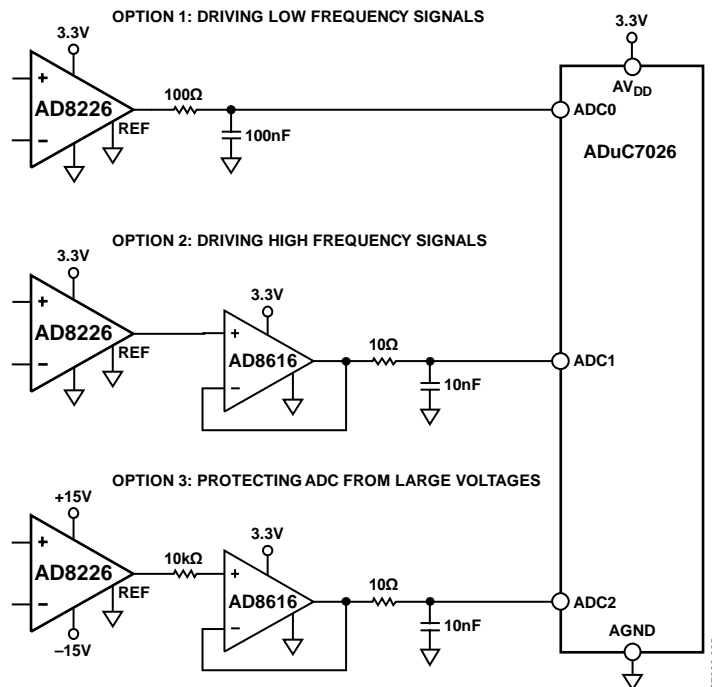 OPTION 1: DRIVING LOW FREQUENCY SIGNALS
3.3V
3.3V
AVDD
+
AD8226
−
REF
100Ω
100nF
ADC0
ADuC7026
OPTION 2: DRIVING HIGH FREQUENCY SIGNALS
3.3V
+
AD8226
−
REF
3.3V
+
AD8616
−
10Ω
10nF
ADC1
OPTION 3: PROTECTING ADC FROM LARGE VOLTAGES
+15V
+
AD8226
−
REF
−15V
10kΩ
3.3V
+
AD8616
−
10Ω
10nF
ADC2
AGND